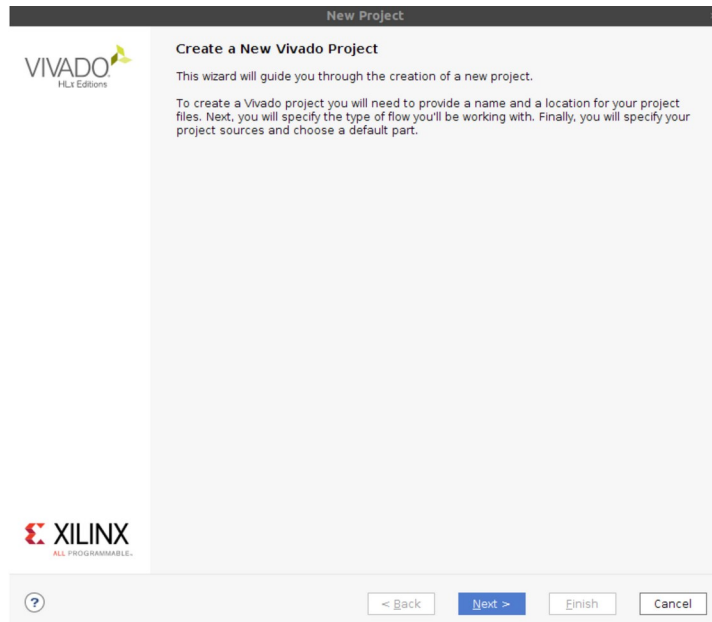 New Project
VIVADO
HLx Editions
Create a New Vivado Project
This wizard will guide you through the creation of a new project.
To create a Vivado project you will need to provide a name and a location for your project
files. Next, you will specify the type of flow you'll be working with. Finally, you will specify your
project sources and choose a default part.
XILINX
ALL PROGRAMMABLE.
? < Back Next > Finish Cancel